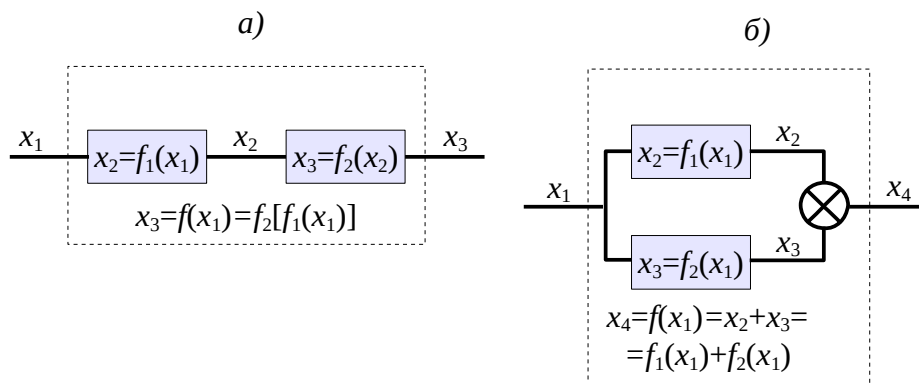 а)
x₁
x₂=f₁(x₁)
x₂
x₃=f₂(x₂)
x₃
x₃=f(x₁)=f₂[f₁(x₁)]
б)
x₁
x₂=f₁(x₁)
x₂
x₃=f₂(x₁)
x₃
x₄
x₄=f(x₁)=x₂+x₃=
=f₁(x₁)+f₂(x₁)